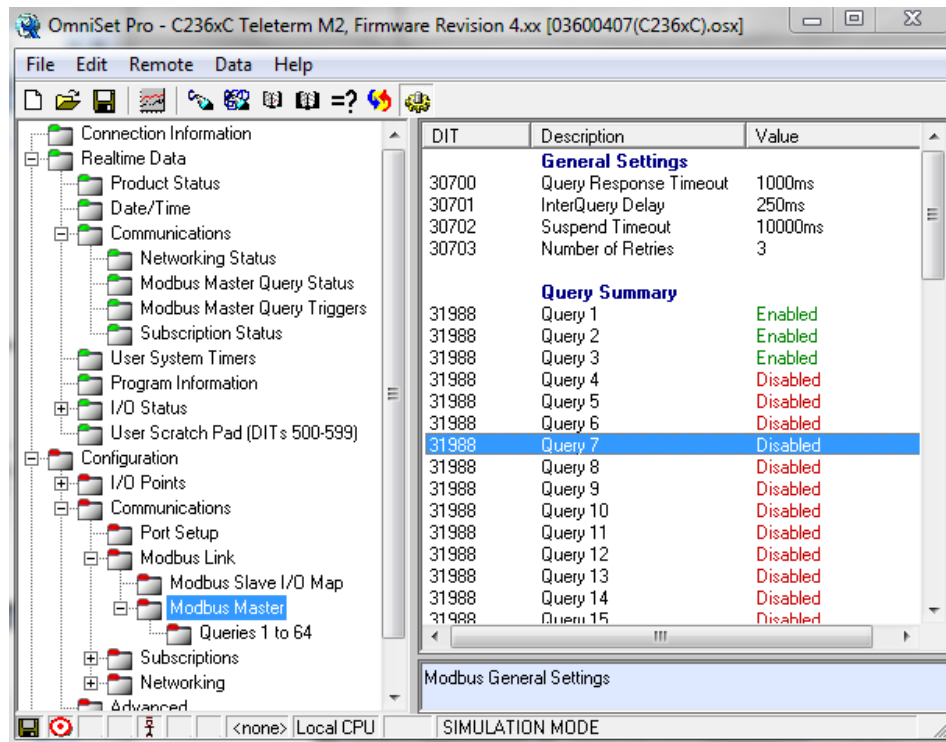 OmniSet Pro - C236xC Teleterm M2, Firmware Revision 4.xx [03600407(C236xC).osx]
File Edit Remote Data Help
=?
Connection Information
Realtime Data
Product Status
Date/Time
Communications
Networking Status
Modbus Master Query Status
Modbus Master Query Triggers
Subscription Status
User System Timers
Program Information
I/O Status
User Scratch Pad (DITs 500-599)
Configuration
I/O Points
Communications
Port Setup
Modbus Link
Modbus Slave I/O Map
Modbus Master
Queries 1 to 64
Subscriptions
Networking
Advanced
DIT Description Value
General Settings
30700 Query Response Timeout 1000ms
30701 InterQuery Delay 250ms
30702 Suspend Timeout 10000ms
30703 Number of Retries 3
Query Summary
31988 Query 1 Enabled
31988 Query 2 Enabled
31988 Query 3 Enabled
31988 Query 4 Disabled
31988 Query 5 Disabled
31988 Query 6 Disabled
31988 Query 7 Disabled
31988 Query 8 Disabled
31988 Query 9 Disabled
31988 Query 10 Disabled
31988 Query 11 Disabled
31988 Query 12 Disabled
31988 Query 13 Disabled
31988 Query 14 Disabled
31988 Query 15 Disabled
Modbus General Settings
<none> Local CPU SIMULATION MODE